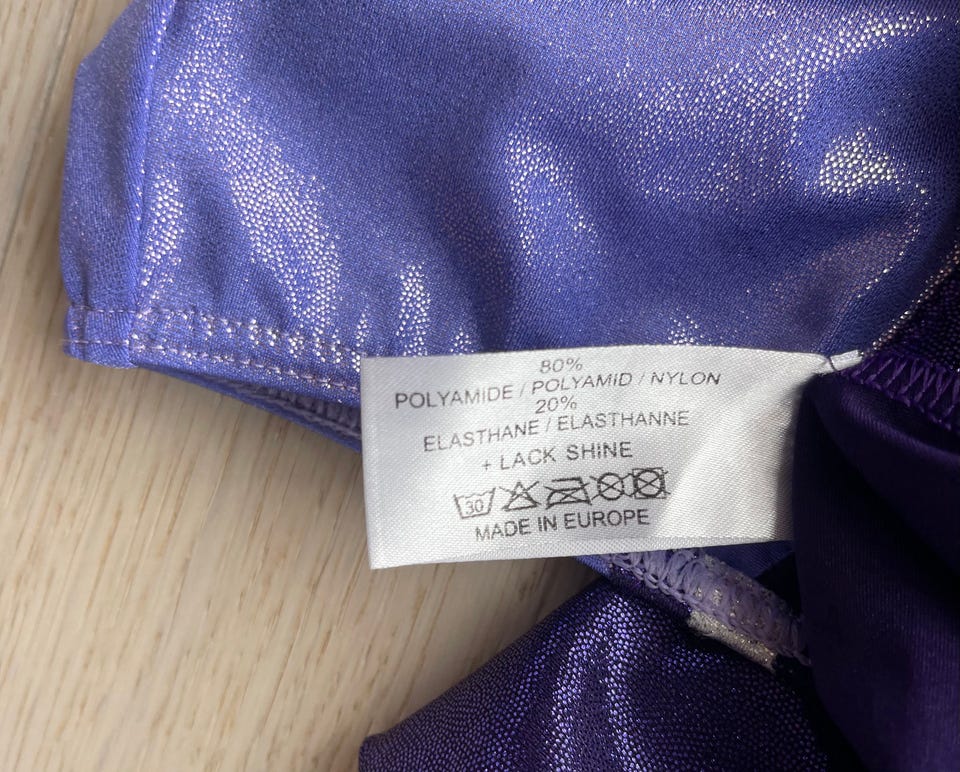 80%
POLYAMIDE / POLYAMID / NYLON
20%
ELASTHANE / ELASTHANNE
+ LACK SHINE
30
MADE IN EUROPE